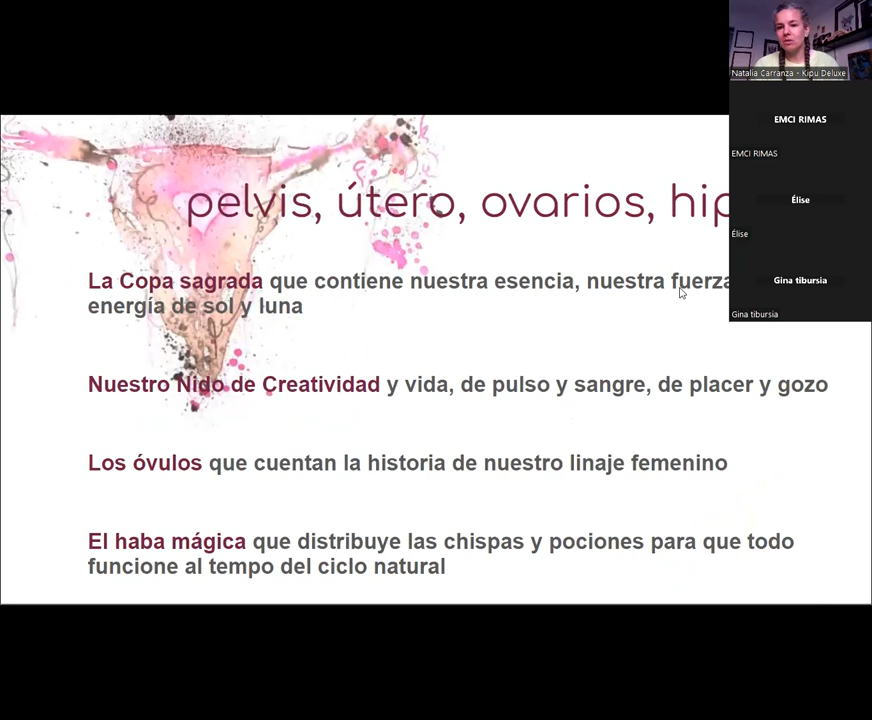 Natalia Carranza - Kipu Deluxe
EMCI RIMAS
EMCI RIMAS
Élise
Élise
Gina tibursia
Gina tibursia
pelvis, útero, ovarios, hip
La Copa sagrada que contiene nuestra esencia, nuestra fuerza
energía de sol y luna
Nuestro Nido de Creatividad y vida, de pulso y sangre, de placer y gozo
Los óvulos que cuentan la historia de nuestro linaje femenino
El haba mágica que distribuye las chispas y pociones para que todo
funcione al tempo del ciclo natural